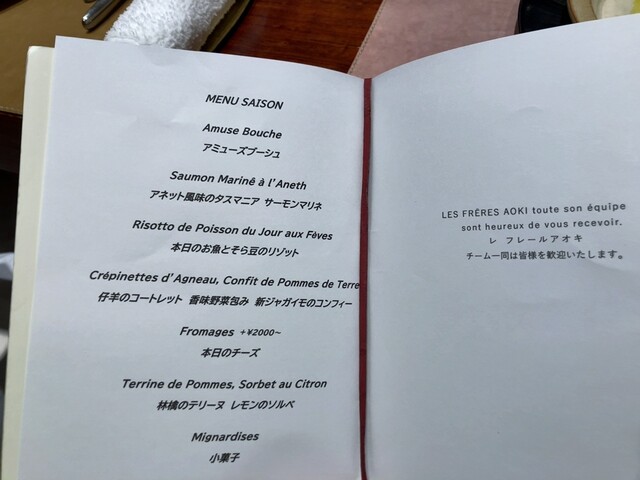 MENU SAISON
Amuse Bouche
アミューズブーシュ
Saumon Mariné à l'Aneth
アネット風味のタスマニア サーモンマリネ
Risotto de Poisson du Jour aux Fèves
本日のお魚とそら豆のリゾット
Crépinettes d'Agneau, Confit de Pommes de Terre
仔羊のコートレット 香味野菜包み 新ジャガイモのコンフィー
Fromages +¥2000~
本日のチーズ
Terrine de Pommes, Sorbet au Citron
林檎のテリーヌ レモンのソルベ
Mignardises
小菓子
LES FRÈRES AOKI toute son équipe
sont heureux de vous recevoir.
レ フレールアオキ
チーム一同は皆様を歓迎いたします。